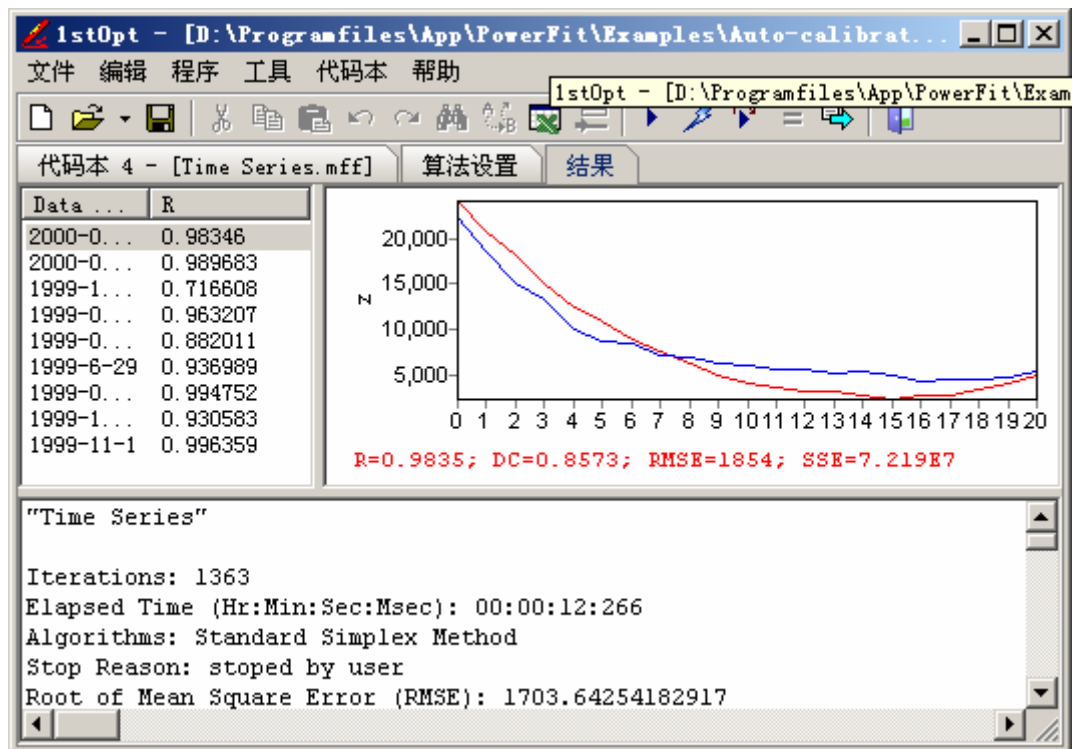 1stOpt - [D:\Programfiles\App\PowerFit\Examples\Auto-calibrat...
文件 编辑 程序 工具 代码本 帮助
1stOpt - [D:\Programfiles\App\PowerFit\Exam
代码本 4 - [Time Series.mff] 算法设置 结果
Data ... R
2000-0... 0.98346
2000-0... 0.989683
1999-1... 0.716608
1999-0... 0.963207
1999-0... 0.882011
1999-6-29 0.936989
1999-0... 0.994752
1999-1... 0.930583
1999-11-1 0.996359
z
20,000
15,000
10,000
5,000
0 1 2 3 4 5 6 7 8 9 10 11 12 13 14 15 16 17 18 19 20
R=0.9835; DC=0.8573; RMSE=1854; SSE=7.219E7
"Time Series"
Iterations: 1363
Elapsed Time (Hr:Min:Sec:Msec): 00:00:12:266
Algorithms: Standard Simplex Method
Stop Reason: stoped by user
Root of Mean Square Error (RMSE): 1703.64254182917